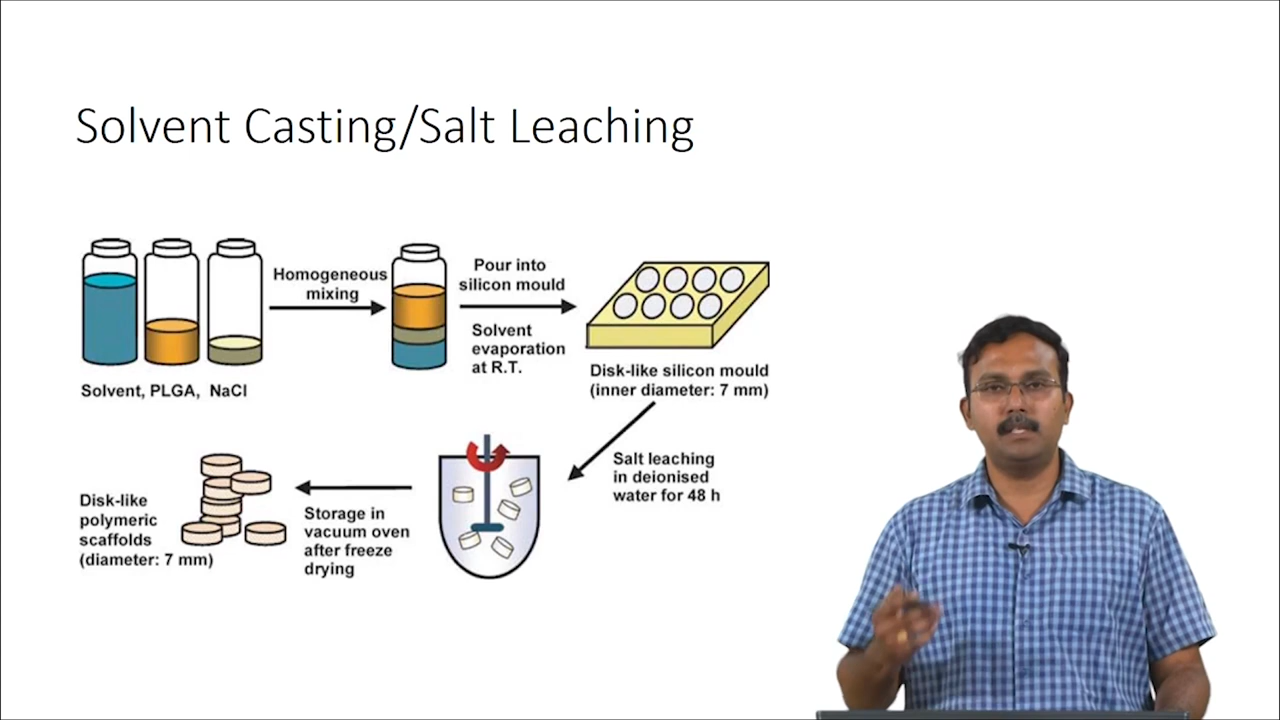 Solvent Casting/Salt Leaching
Homogeneous
mixing
Pour into
silicon mould
Solvent
evaporation
at R.T.
Solvent, PLGA, NaCl
Disk-like silicon mould
(inner diameter: 7 mm)
Salt leaching
in deionised
water for 48 h
Storage in
vacuum oven
after freeze
drying
Disk-like
polymeric
scaffolds
(diameter: 7 mm)